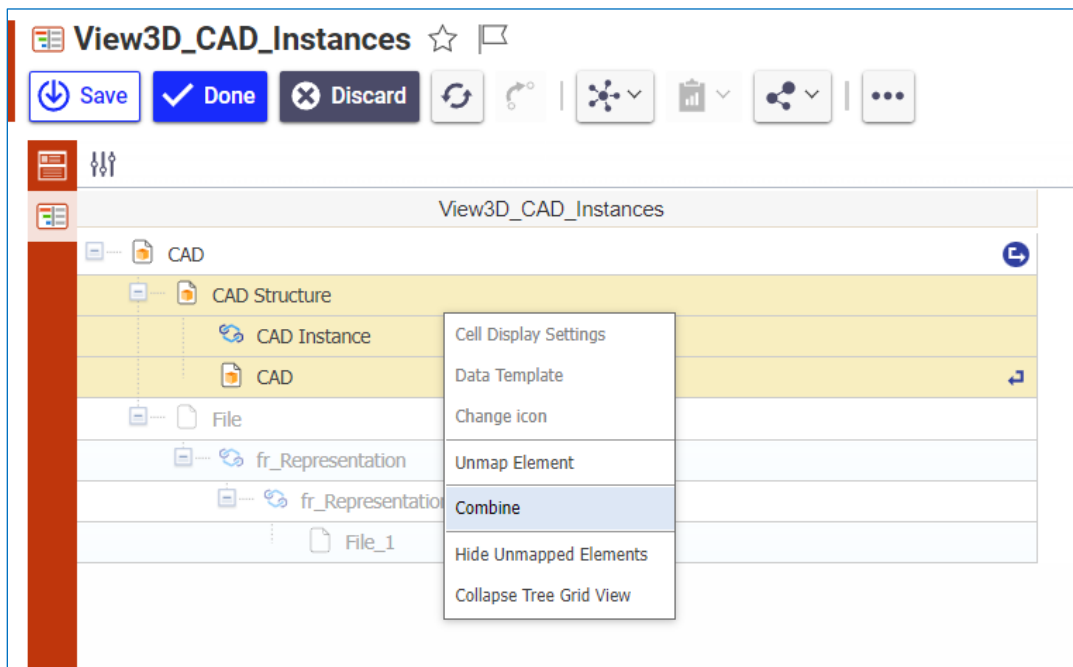 View3D_CAD_Instances
Save Done Discard
View3D_CAD_Instances
CAD
CAD Structure
CAD Instance
CAD
File
fr_Representation
fr_Representation
File_1
Cell Display Settings
Data Template
Change icon
Unmap Element
Combine
Hide Unmapped Elements
Collapse Tree Grid View